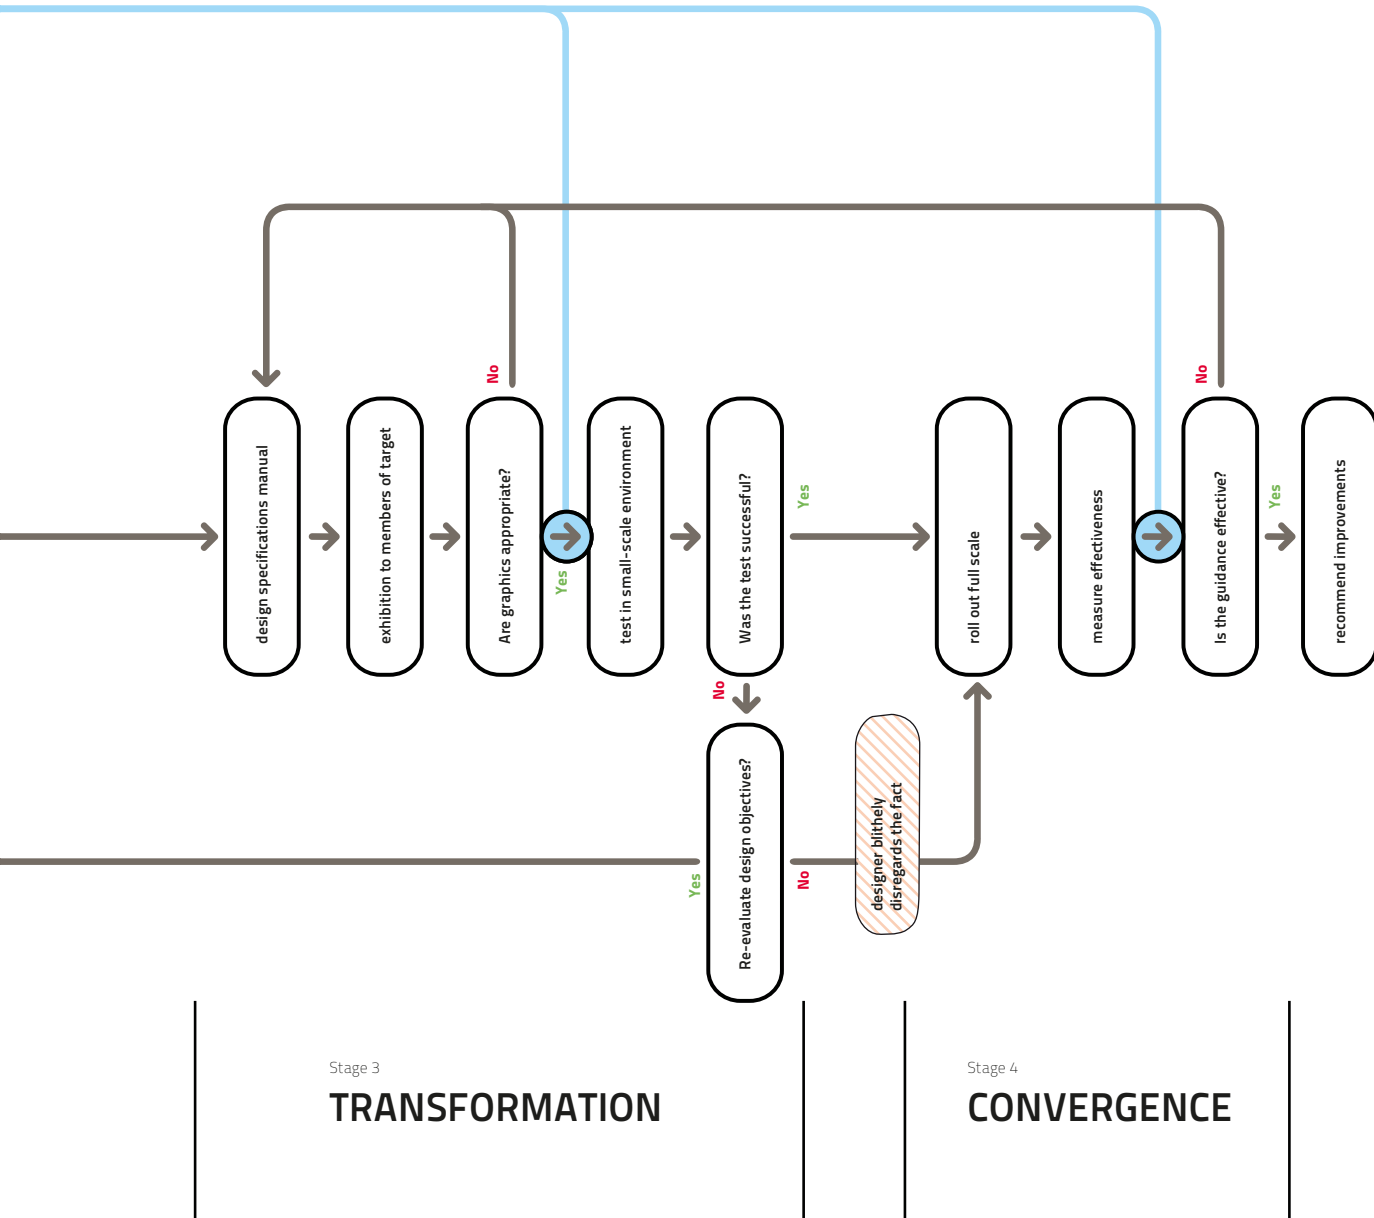 design specifications manual
exhibition to members of target
Are graphics appropriate?
No
Yes
test in small-scale environment
Was the test successful?
Yes
No
Re-evaluate design objectives?
Yes
No
designer blithely
disregards the fact
roll out full scale
measure effectiveness
Is the guidance effective?
No
Yes
recommend improvements
Stage 3
TRANSFORMATION
Stage 4
CONVERGENCE